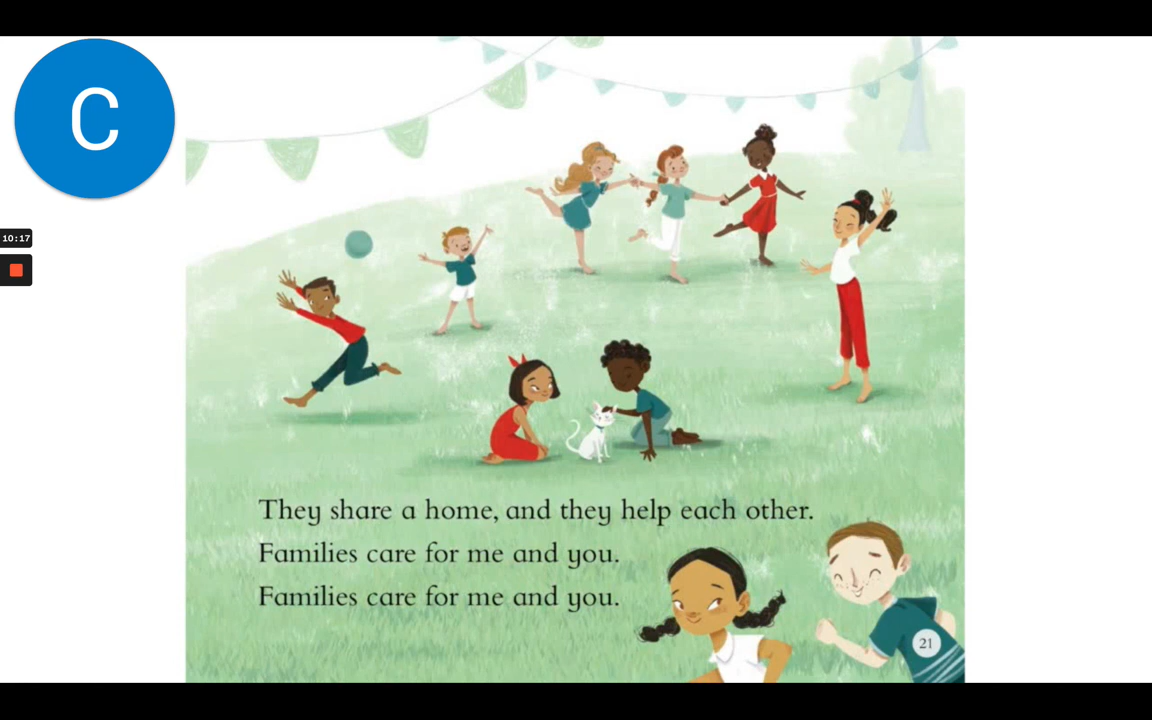 C
10:17
They share a home, and they help each other.
Families care for me and you.
Families care for me and you.
21